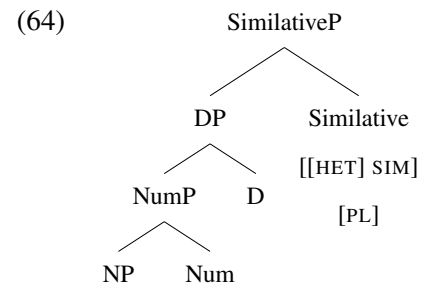 (64) SimilativeP
DP Similative
[[HET] SIM]
NumP D [PL]
NP Num